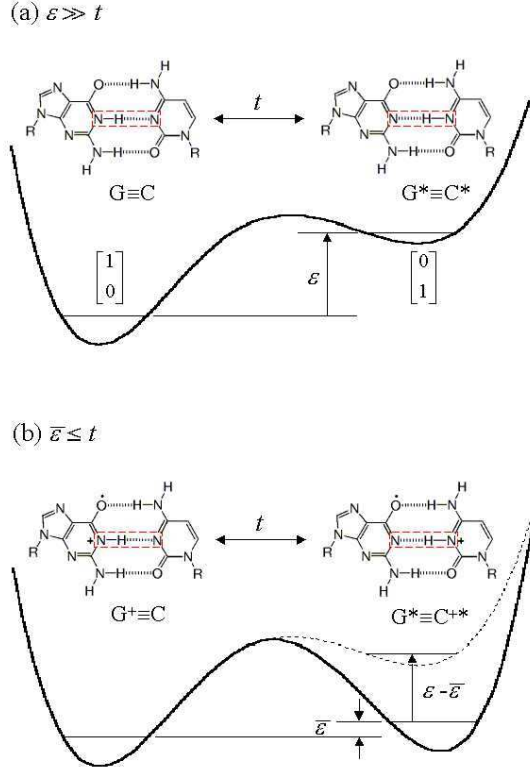 (a) ε ≫ t
H
O N H
N N H N
N N N
R N H O R
H
G≡C
t
H
O N H
N N H N
N N N
R N H O R
H
G*≡C*
[1 0]
[0 1]
ε
(b) ε̅ ≤ t
H
O• N H
N N+ H N
N N N
R N H O R
H
G⁺≡C
t
H
O• N H
N N H N+
N N N
R N H O R
H
G*≡C⁺*
ε - ε̅
ε̅